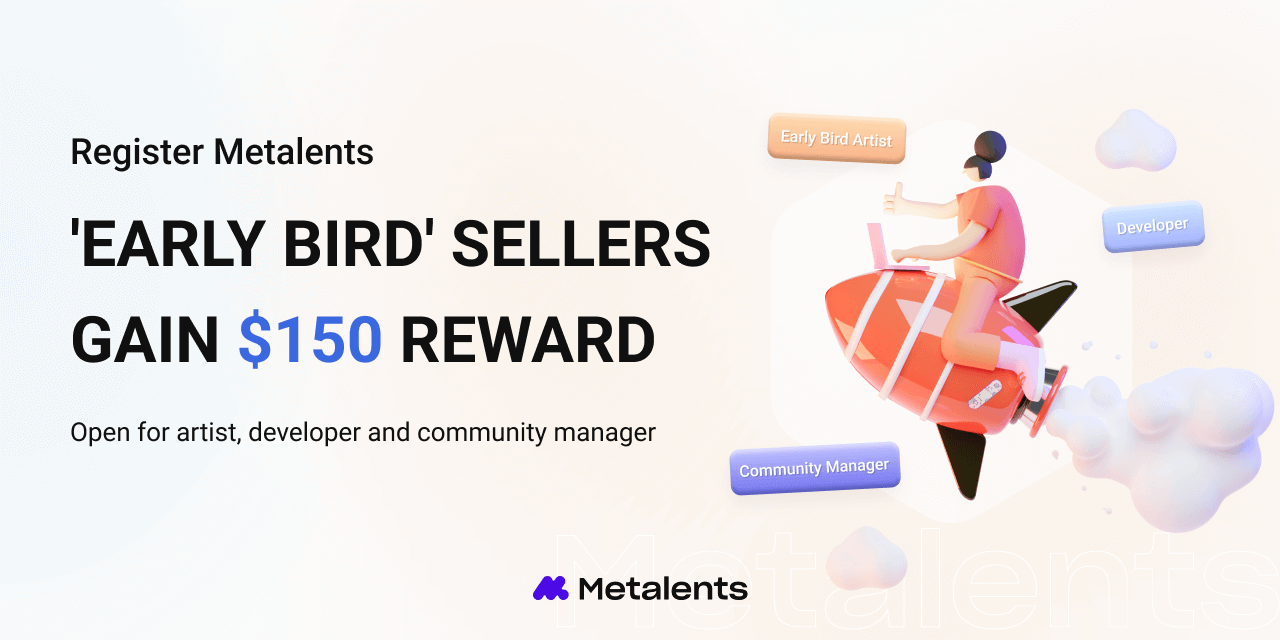 Register Metalents
'EARLY BIRD' SELLERS
GAIN $150 REWARD
Open for artist, developer and community manager
Early Bird Artist
Developer
Community Manager
Metalents
Metalents